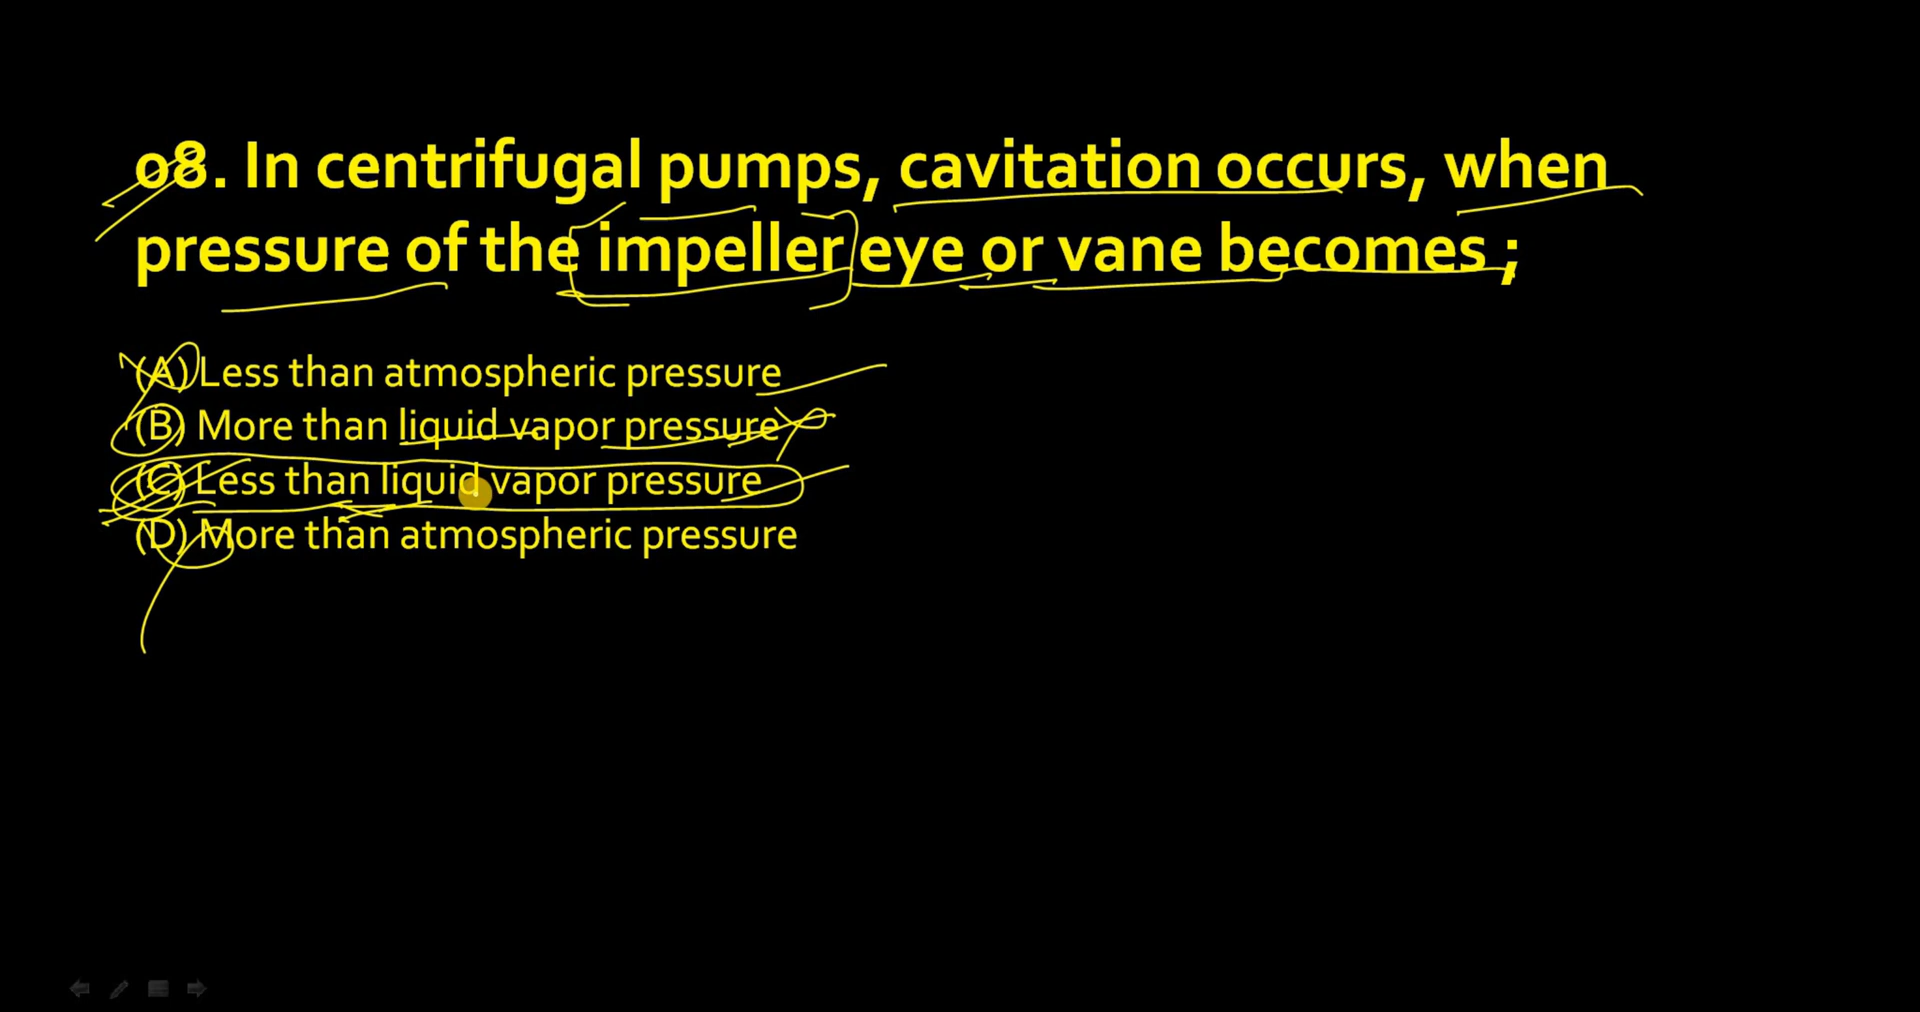 08. In centrifugal pumps, cavitation occurs, when
pressure of the impeller eye or vane becomes ;
(A) Less than atmospheric pressure
(B) More than liquid vapor pressure
(C) Less than liquid vapor pressure
(D) More than atmospheric pressure